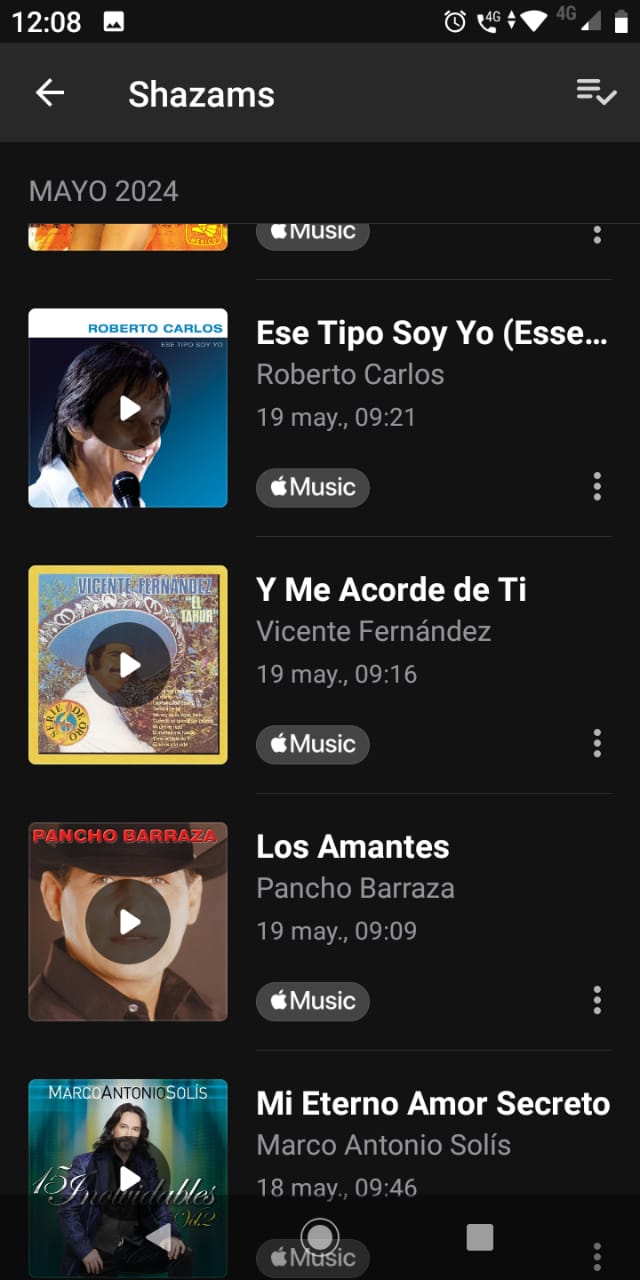 12:08
4G
4G
Shazams
MAYO 2024
MEXICO
Music
ROBERTO CARLOS
ESE TIPO SOY YO
Ese Tipo Soy Yo (Esse...
Roberto Carlos
19 may., 09:21
Music
VICENTE FERNANDEZ
"EL
TAHUR"
SERIE DE ORO
Y Me Acorde de Ti
Vicente Fernández
19 may., 09:16
Music
PANCHO BARRAZA
Los Amantes
Pancho Barraza
19 may., 09:09
Music
MARCO ANTONIO SOLÍS
15 Inolvidables
Vol.2
Mi Eterno Amor Secreto
Marco Antonio Solís
18 may., 09:46
Music